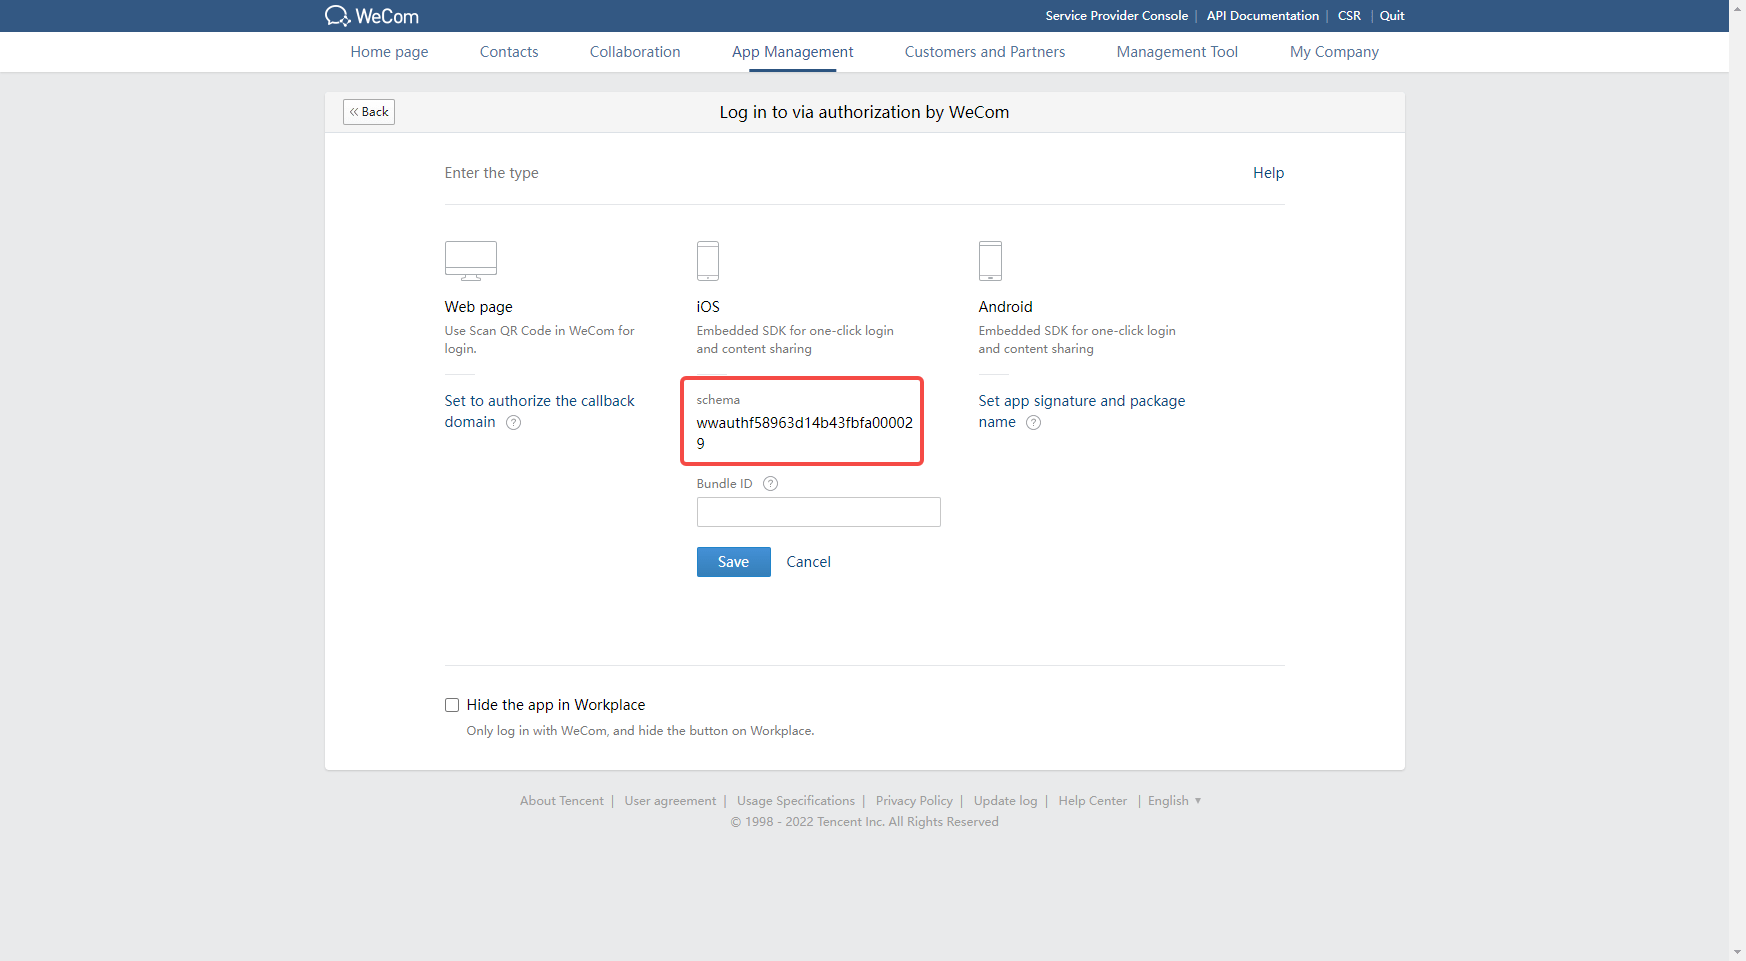 WeCom
Service Provider Console | API Documentation | CSR | Quit
Home page Contacts Collaboration App Management Customers and Partners Management Tool My Company
« Back
Log in to via authorization by WeCom
Enter the type
Help
Web page
Use Scan QR Code in WeCom for
login.
Set to authorize the callback
domain ?
iOS
Embedded SDK for one-click login
and content sharing
schema
wwauthf58963d14b43fbfa00002
9
Bundle ID ?
Save Cancel
Android
Embedded SDK for one-click login
and content sharing
Set app signature and package
name ?
Hide the app in Workplace
Only log in with WeCom, and hide the button on Workplace.
About Tencent | User agreement | Usage Specifications | Privacy Policy | Update log | Help Center | English ▼
© 1998 - 2022 Tencent Inc. All Rights Reserved